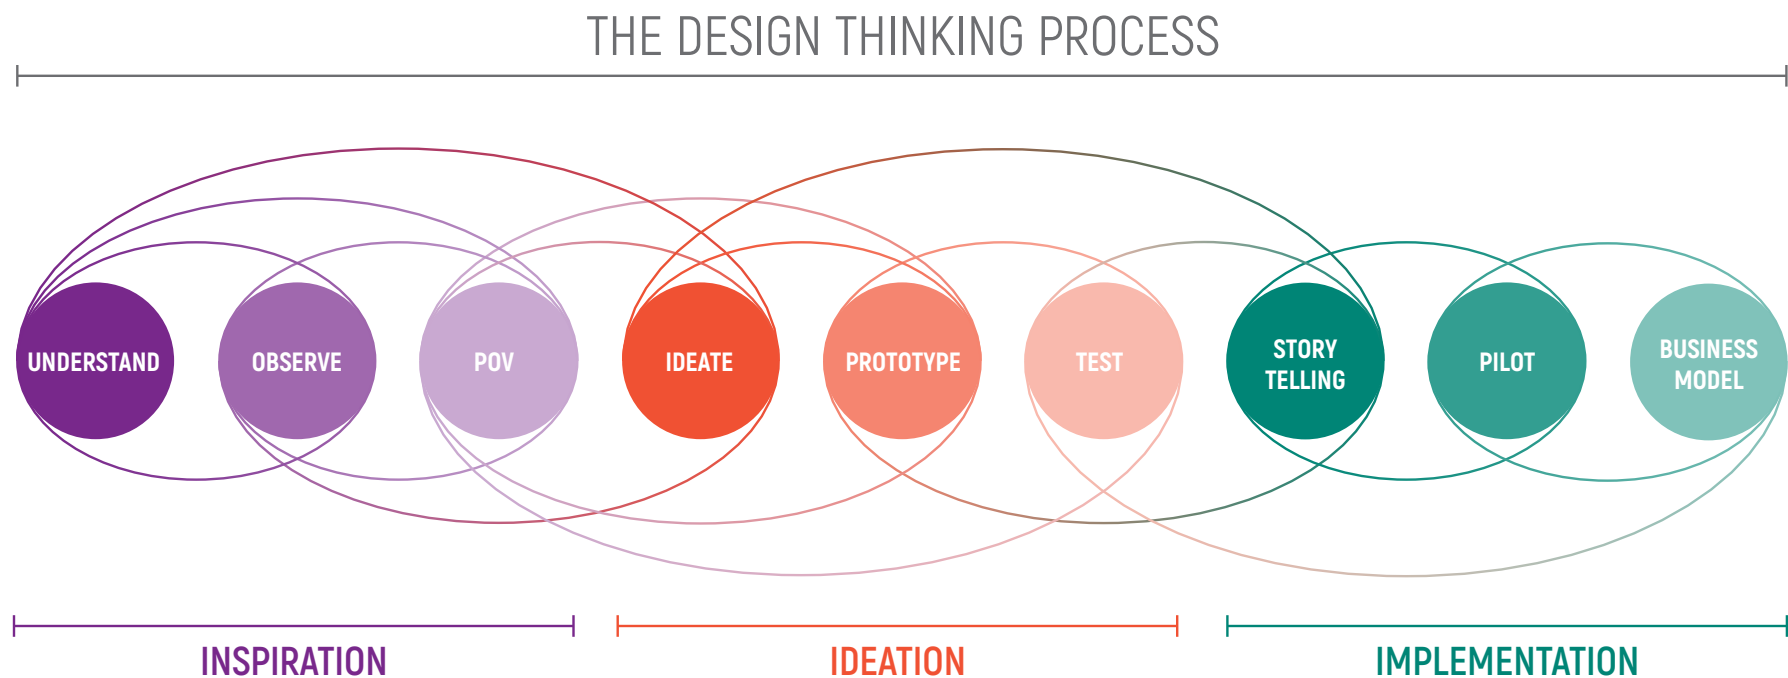 THE DESIGN THINKING PROCESS
UNDERSTAND
OBSERVE
POV
IDEATE
PROTOTYPE
TEST
STORY
TELLING
PILOT
BUSINESS
MODEL
INSPIRATION
IDEATION
IMPLEMENTATION